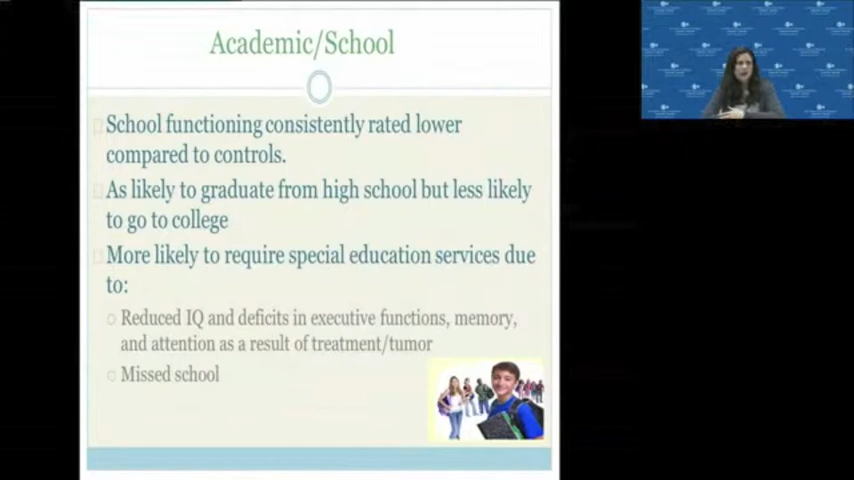 Academic/School
School functioning consistently rated lower
compared to controls.
As likely to graduate from high school but less likely
to go to college
More likely to require special education services due
to:
Reduced IQ and deficits in executive functions, memory,
and attention as a result of treatment/tumor
Missed school